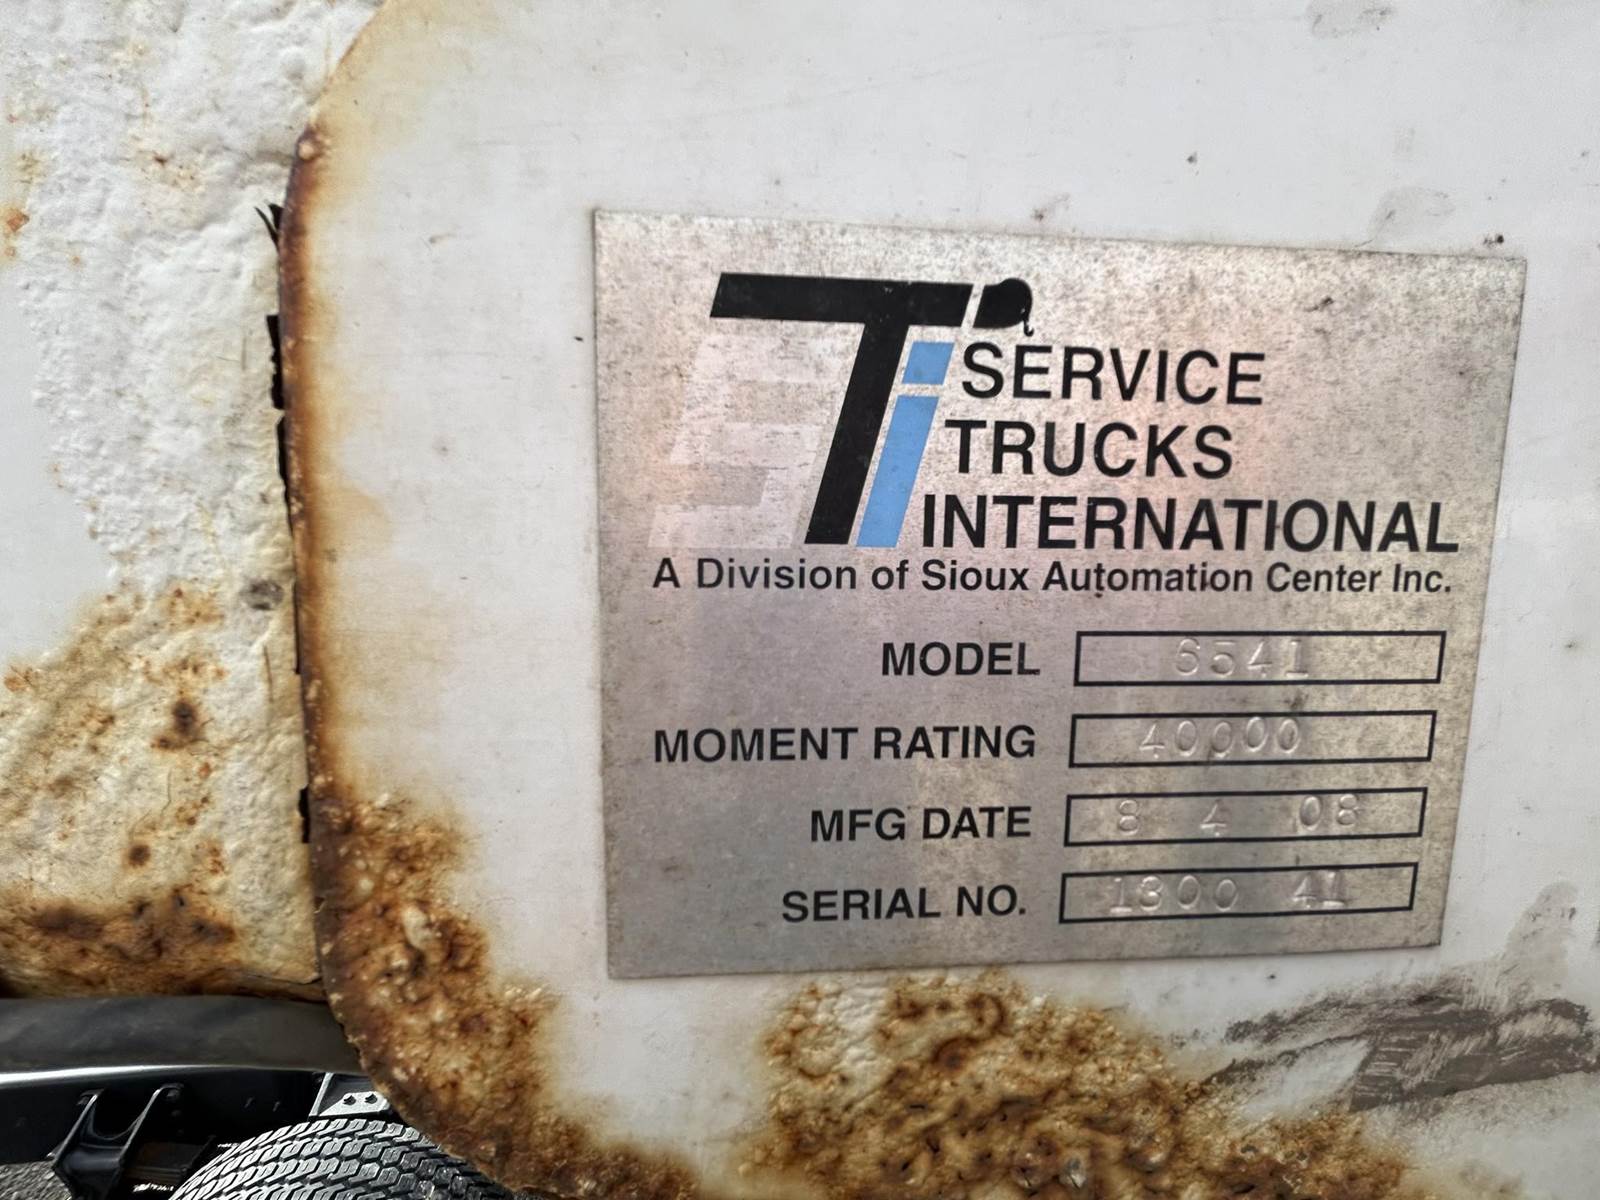 STi
SERVICE
TRUCKS
INTERNATIONAL
A Division of Sioux Automation Center Inc.
MODEL 6541
MOMENT RATING 40000
MFG DATE 8 4 08
SERIAL NO. 1300 41